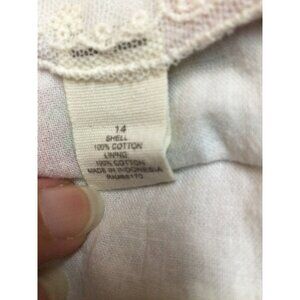 14
SHELL
100% COTTON
LINING
100% COTTON
MADE IN INDONESIA